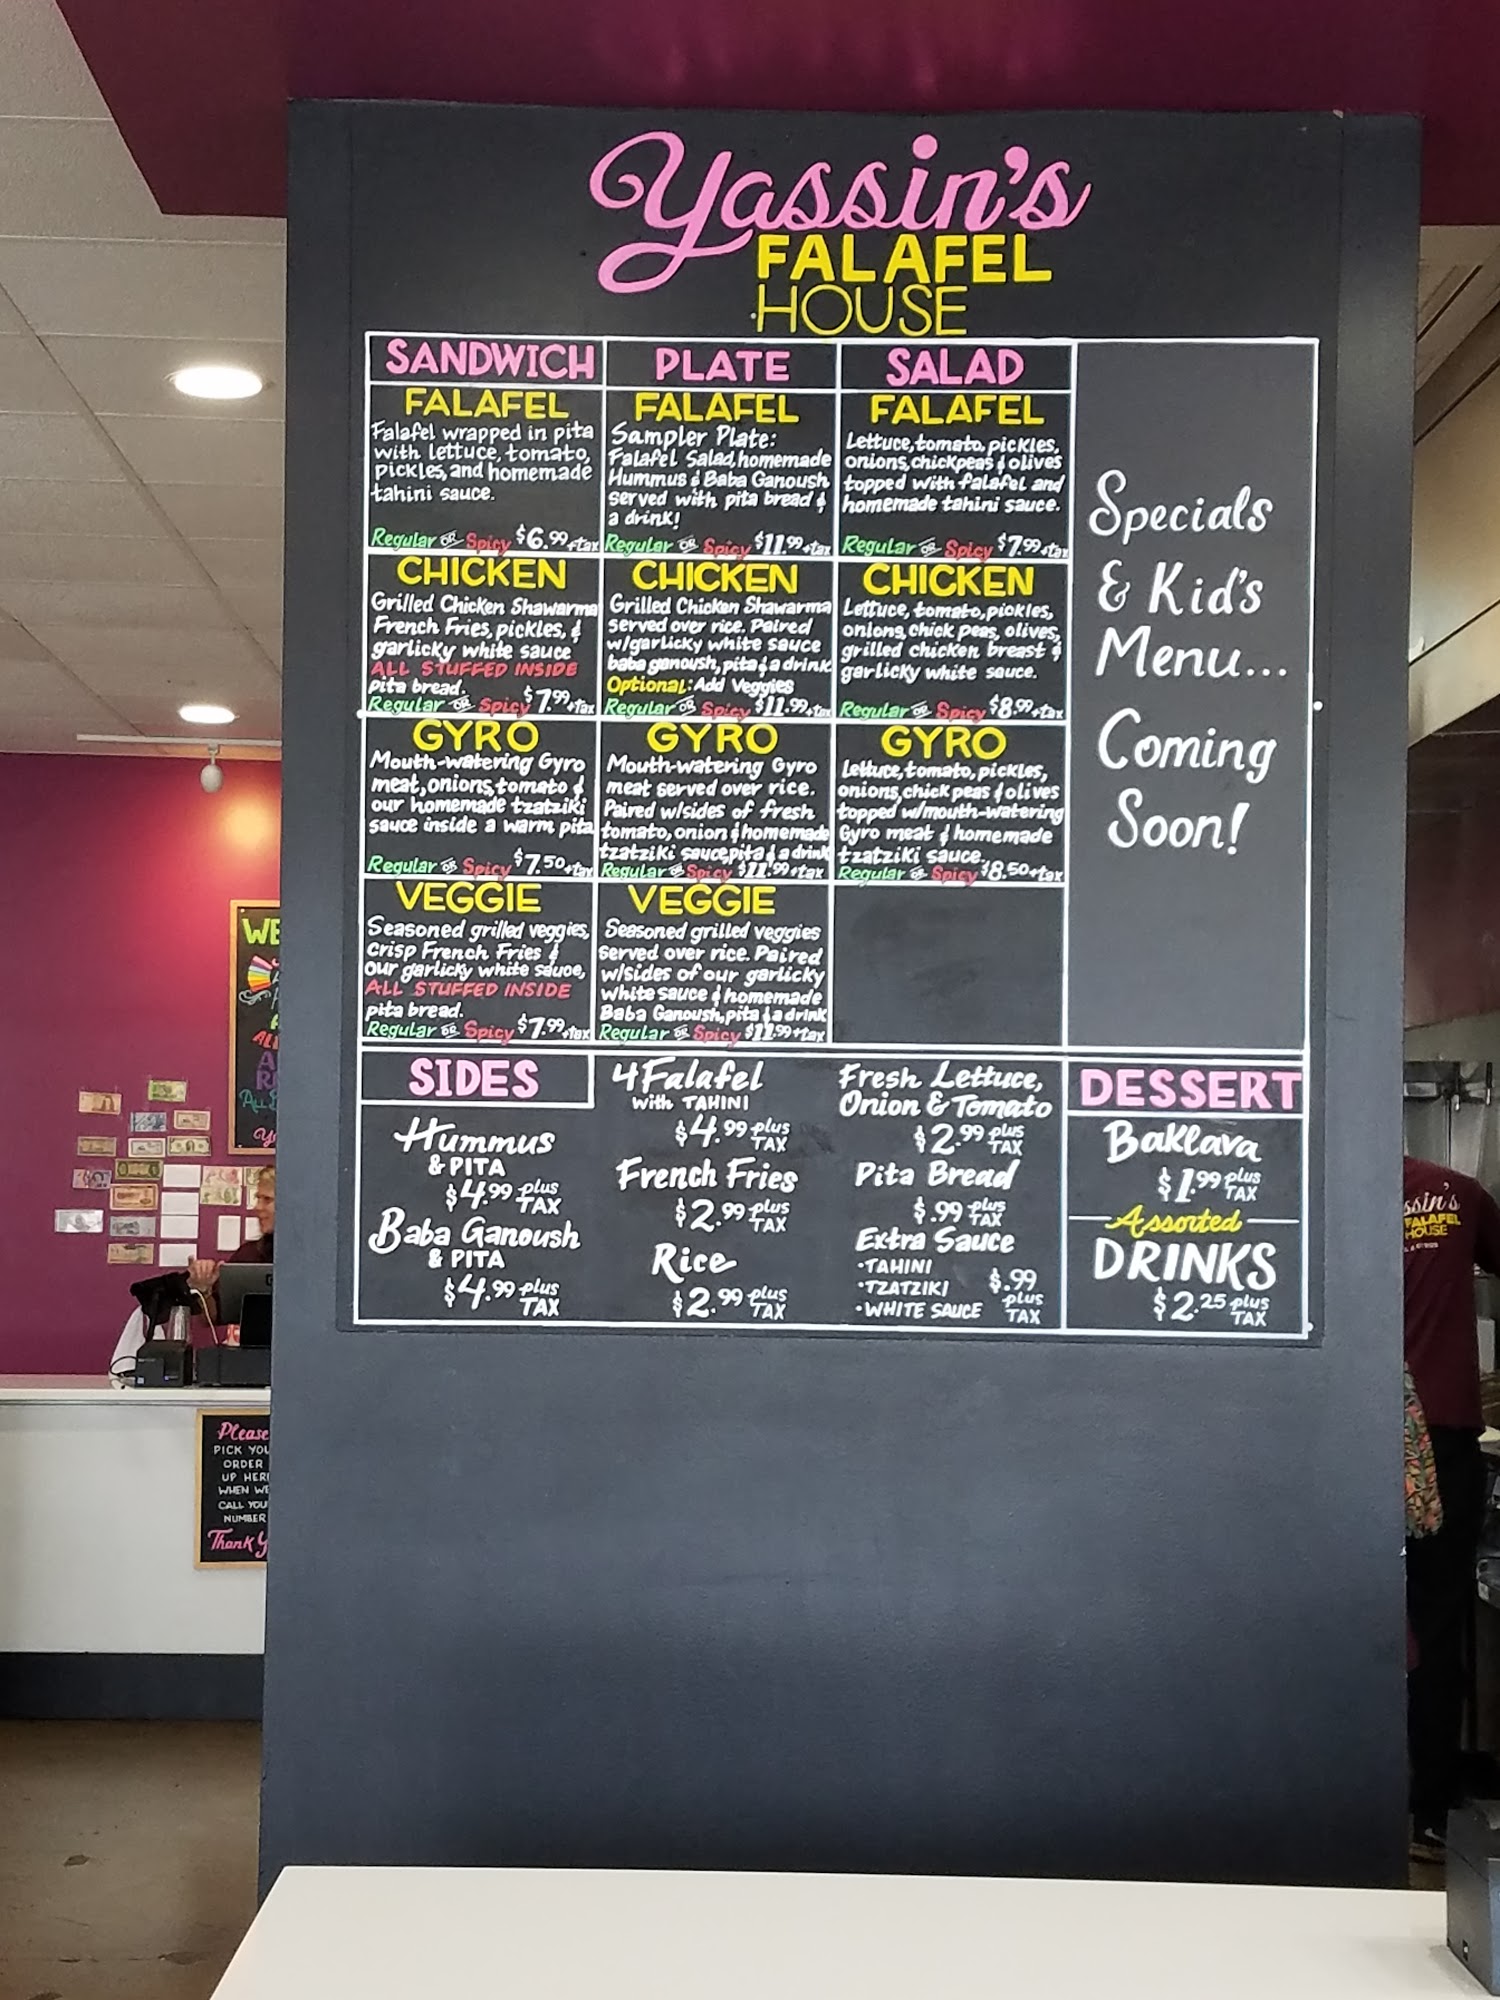 Yassin's
FALAFEL
HOUSE
SANDWICH
FALAFEL
Falafel wrapped in pita
with lettuce, tomato,
pickles, and homemade
tahini sauce.
Regular or Spicy $6.99+tax
CHICKEN
Grilled Chicken Shawarma
French Fries, pickles, &
garlicky white sauce
ALL STUFFED INSIDE
pita bread.
Regular or Spicy $7.99+tax
GYRO
Mouth-watering Gyro
meat, onions, tomato &
our homemade tzatziki
sauce inside a warm pita
Regular or Spicy $7.50+tax
VEGGIE
Seasoned grilled veggies,
crisp French Fries &
our garlicky white sauce,
ALL STUFFED INSIDE
pita bread.
Regular or Spicy $7.99+tax
PLATE
FALAFEL
Sampler Plate:
Falafel Salad, homemade
Hummus & Baba Ganoush
served with pita bread &
a drink!
Regular or Spicy $11.99+tax
CHICKEN
Grilled Chicken Shawarma
served over rice. Paired
w/garlicky white sauce
baba ganoush, pita & a drink
Optional: Add Veggies
Regular or Spicy $11.99+tax
GYRO
Mouth-watering Gyro
meat served over rice.
Paired w/sides of fresh
tomato, onion & homemade
tzatziki sauce, pita & a drink
Regular or Spicy $11.99+tax
VEGGIE
Seasoned grilled veggies
served over rice. Paired
w/sides of our garlicky
white sauce & homemade
Baba Ganoush, pita & a drink
Regular or Spicy $11.99+tax
SALAD
FALAFEL
Lettuce, tomato, pickles,
onions, chickpeas & olives
topped with falafel and
homemade tahini sauce.
Regular or Spicy $7.99+tax
CHICKEN
Lettuce, tomato, pickles,
onions, chick peas, olives,
grilled chicken breast &
garlicky white sauce.
Regular or Spicy $8.99+tax
GYRO
Lettuce, tomato, pickles,
onions, chick peas & olives
topped w/mouth-watering
Gyro meat & homemade
tzatziki sauce.
Regular or Spicy $8.50+tax
Specials
& Kid's
Menu...
Coming
Soon!
SIDES
Hummus
& PITA
$4.99 plus TAX
Baba Ganoush
& PITA
$4.99 plus TAX
4 Falafel
with TAHINI
$4.99 plus TAX
French Fries
$2.99 plus TAX
Rice
$2.99 plus TAX
Fresh Lettuce,
Onion & Tomato
$2.99 plus TAX
Pita Bread
$.99 plus TAX
Extra Sauce
•TAHINI
•TZATZIKI
•WHITE SAUCE
$.99
plus
TAX
DESSERT
Baklava
$1.99 plus TAX
Assorted
DRINKS
$2.25 plus TAX
WE
Please
PICK YOU
ORDER
UP HER
WHEN WE
CALL YOU
NUMBER
Thank Y
ssin's
FALAFEL
HOUSE